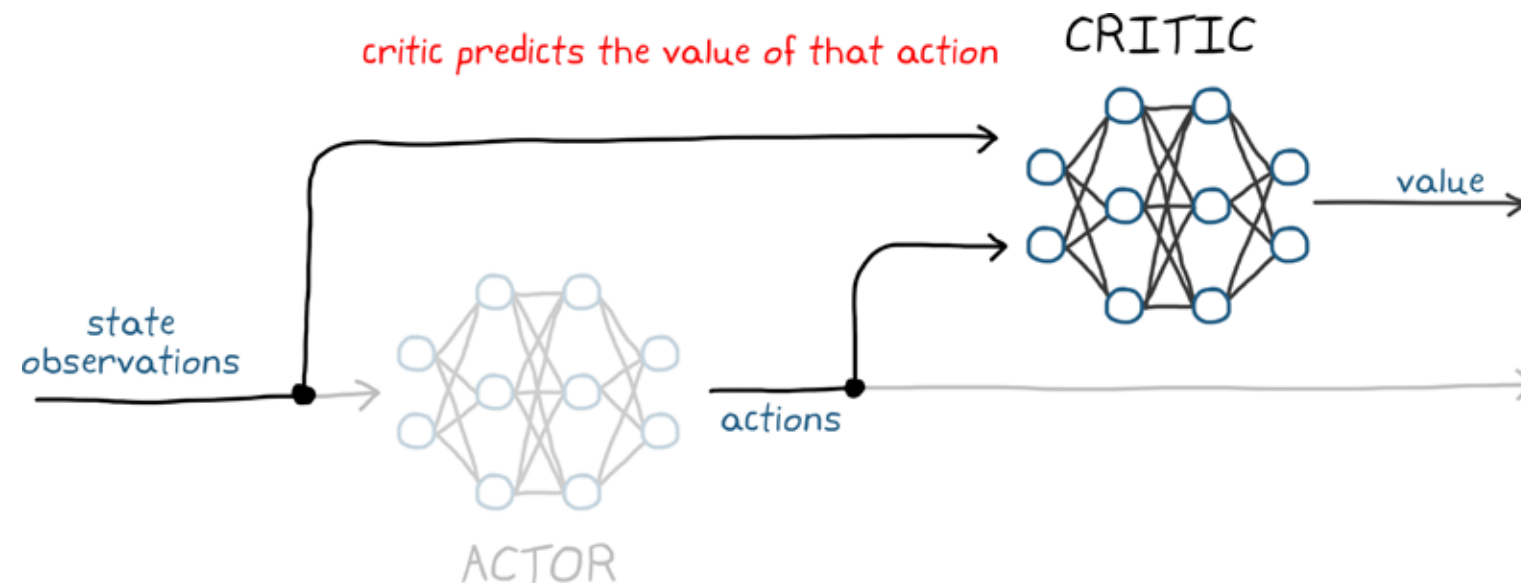 CRITIC
critic predicts the value of that action
value
state
observations
actions
ACTOR